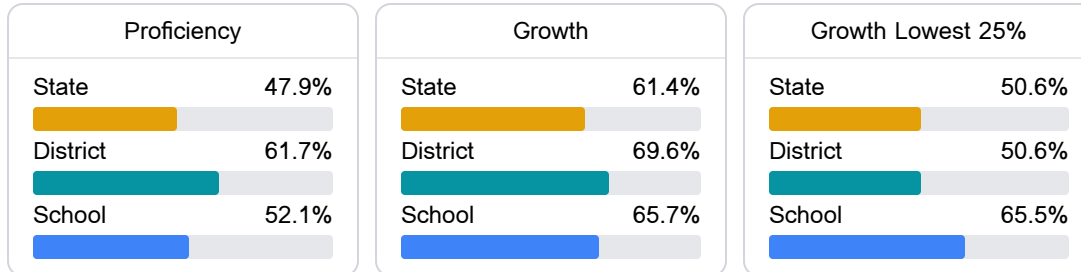 Proficiency
State 47.9%
District 61.7%
School 52.1%
Growth
State 61.4%
District 69.6%
School 65.7%
Growth Lowest 25%
State 50.6%
District 50.6%
School 65.5%